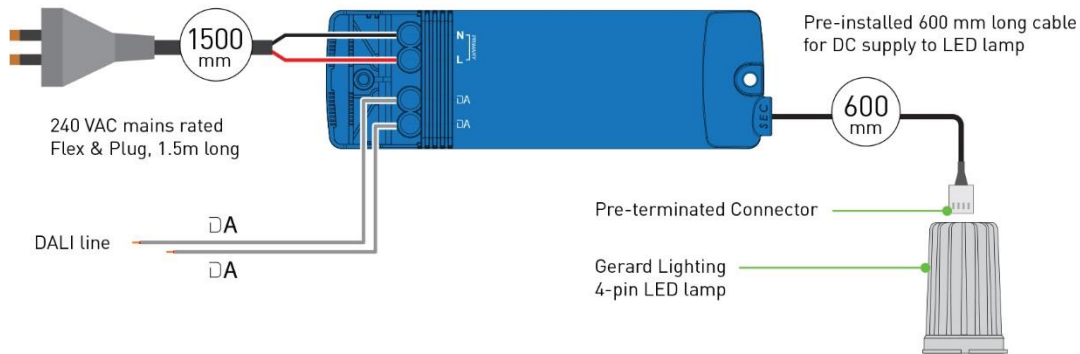 1500
mm
N
L
PRIMARY
DA
DA
SEC
Pre-installed 600 mm long cable
for DC supply to LED lamp
600
mm
240 VAC mains rated
Flex & Plug, 1.5m long
DA
DALI line
DA
Pre-terminated Connector
Gerard Lighting
4-pin LED lamp